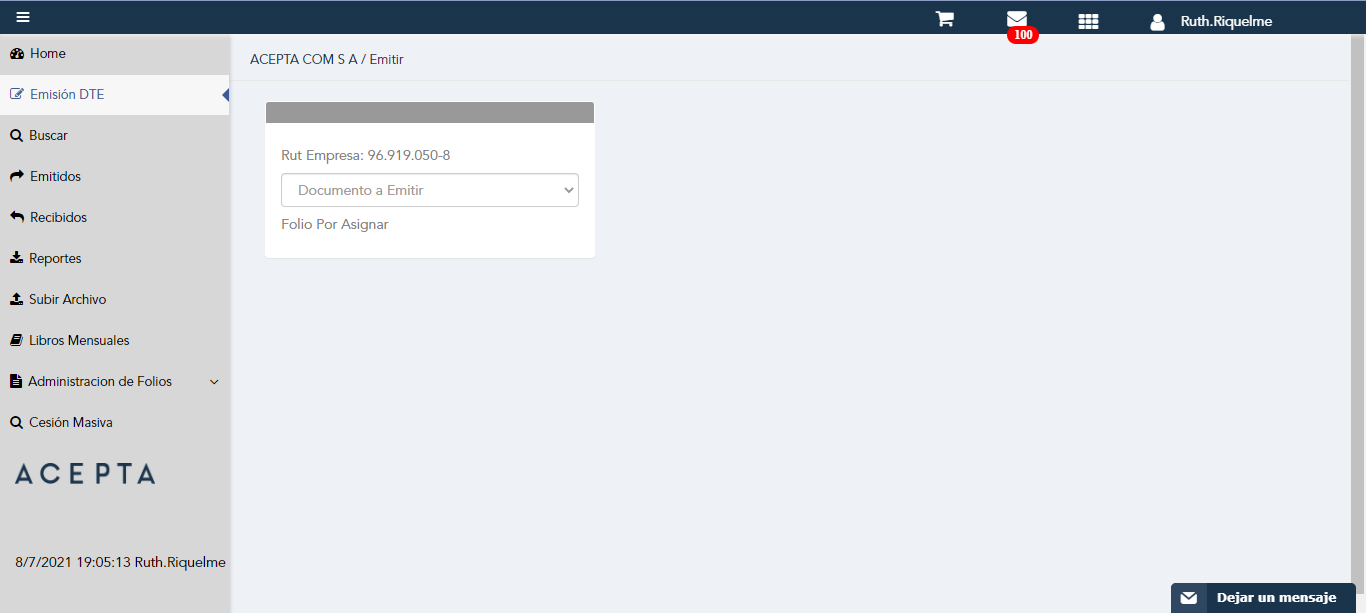 100
Ruth.Riquelme
Home
Emisión DTE
Buscar
Emitidos
Recibidos
Reportes
Subir Archivo
Libros Mensuales
Administracion de Folios
Cesión Masiva
ACEPTA
8/7/2021 19:05:13 Ruth.Riquelme
ACEPTA COM S A / Emitir
Rut Empresa: 96.919.050-8
Documento a Emitir
Folio Por Asignar
Dejar un mensaje